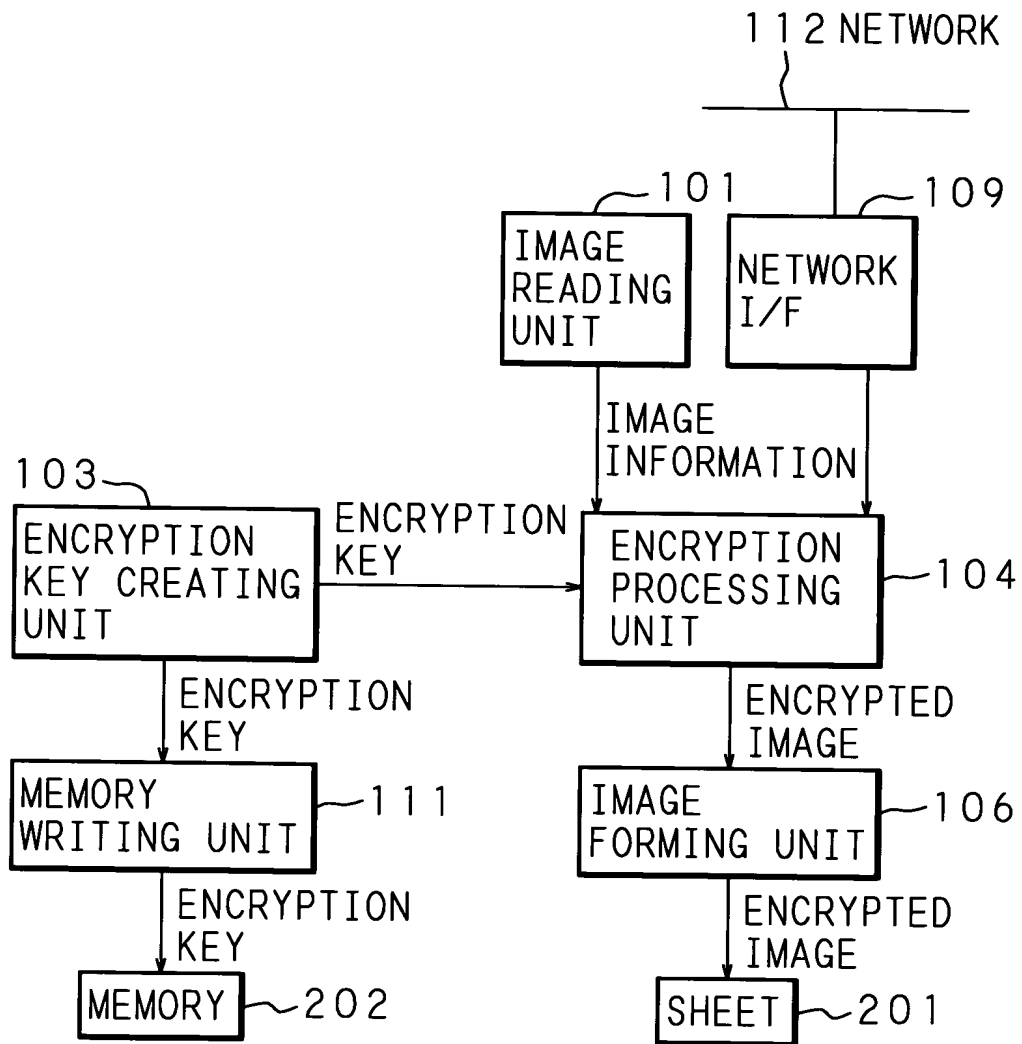 112 NETWORK
101
109
IMAGE
READING
UNIT
NETWORK
I/F
IMAGE
INFORMATION
103
ENCRYPTION
KEY CREATING
UNIT
ENCRYPTION
KEY
ENCRYPTION
PROCESSING
UNIT
104
ENCRYPTION
KEY
ENCRYPTED
IMAGE
MEMORY
WRITING UNIT
111
IMAGE
FORMING UNIT
106
ENCRYPTION
KEY
ENCRYPTED
IMAGE
MEMORY
202
SHEET
201